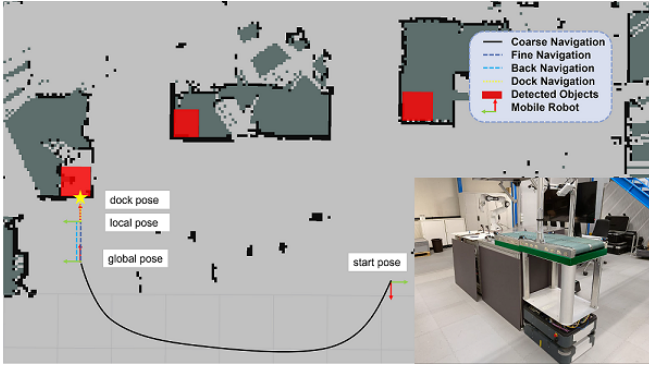 Coarse Navigation
Fine Navigation
Back Navigation
Dock Navigation
Detected Objects
Mobile Robot
dock pose
local pose
global pose
start pose